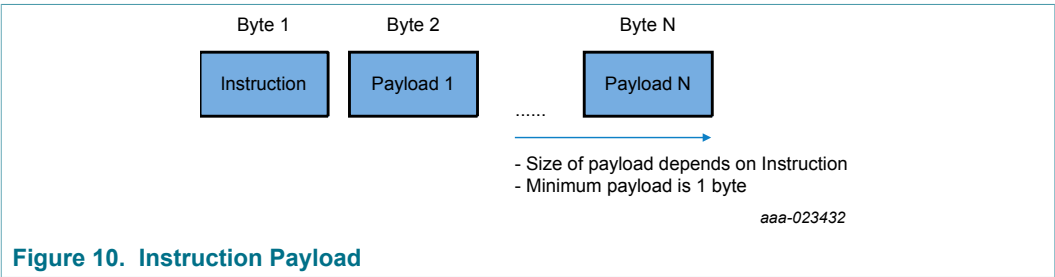 Byte 1 Byte 2 Byte N
Instruction Payload 1 Payload N
......
- Size of payload depends on Instruction
- Minimum payload is 1 byte
aaa-023432
Figure 10. Instruction Payload